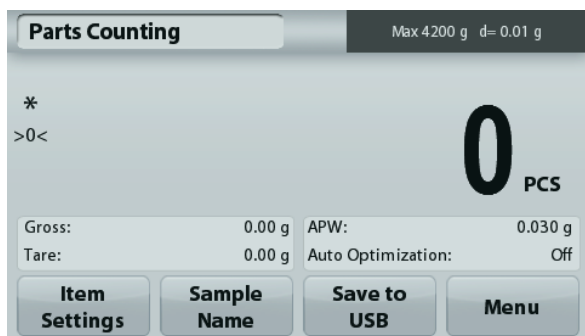 Parts Counting
Max 4200 g d= 0.01 g
*
>0<
0 PCS
Gross: 0.00 g APW: 0.030 g
Tare: 0.00 g Auto Optimization: Off
Item Settings
Sample Name
Save to USB
Menu